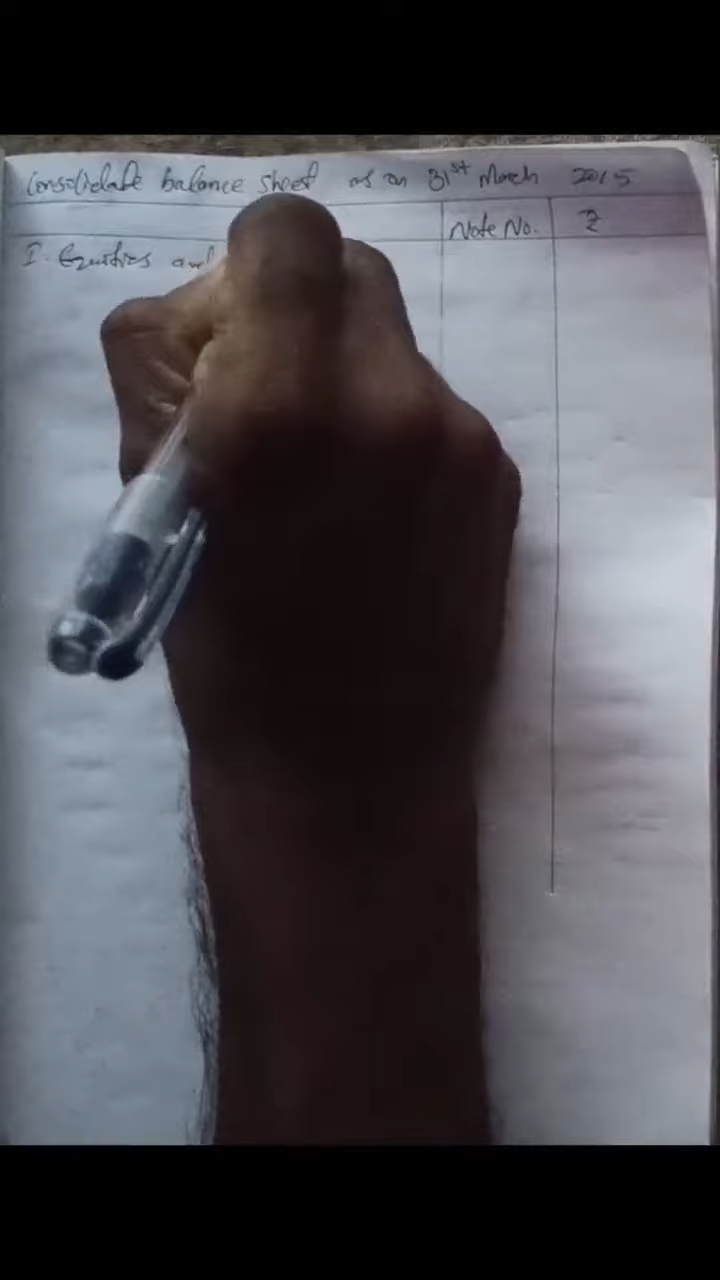 Consolidate balance sheet as on 31st March 2015
Note No. ₹
I. Equities and